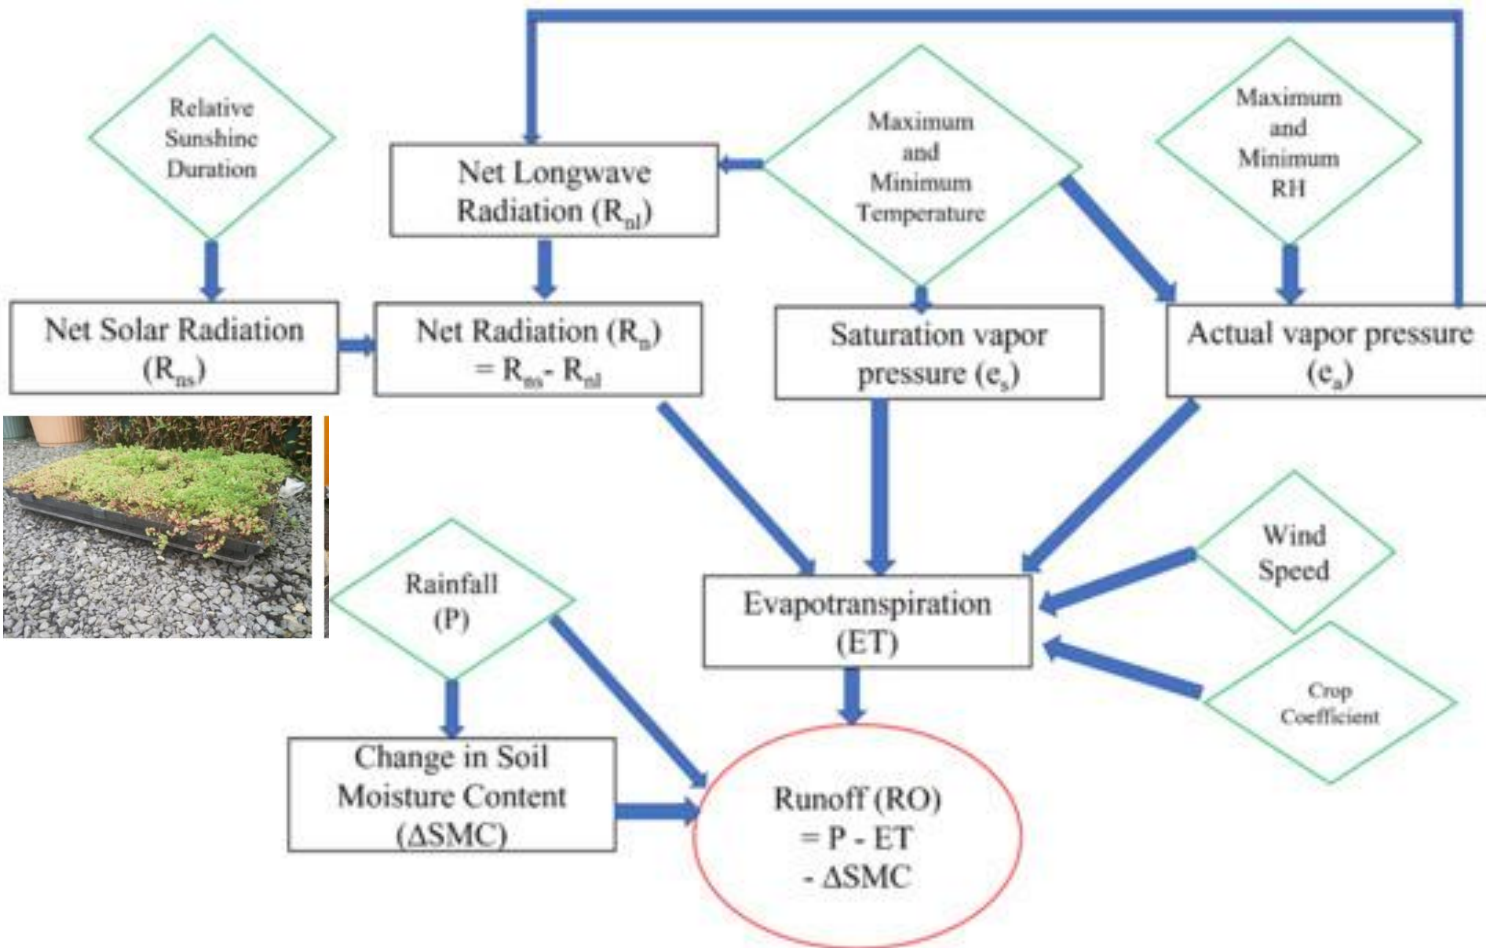 Relative
Sunshine
Duration
Net Longwave
Radiation (Rnl)
Maximum
and
Minimum
Temperature
Maximum
and
Minimum
RH
Net Solar Radiation
(Rns)
Net Radiation (Rn)
= Rns- Rnl
Saturation vapor
pressure (es)
Actual vapor pressure
(ea)
Rainfall
(P)
Evapotranspiration
(ET)
Wind
Speed
Crop
Coefficient
Change in Soil
Moisture Content
(ΔSMC)
Runoff (RO)
= P - ET
- ΔSMC